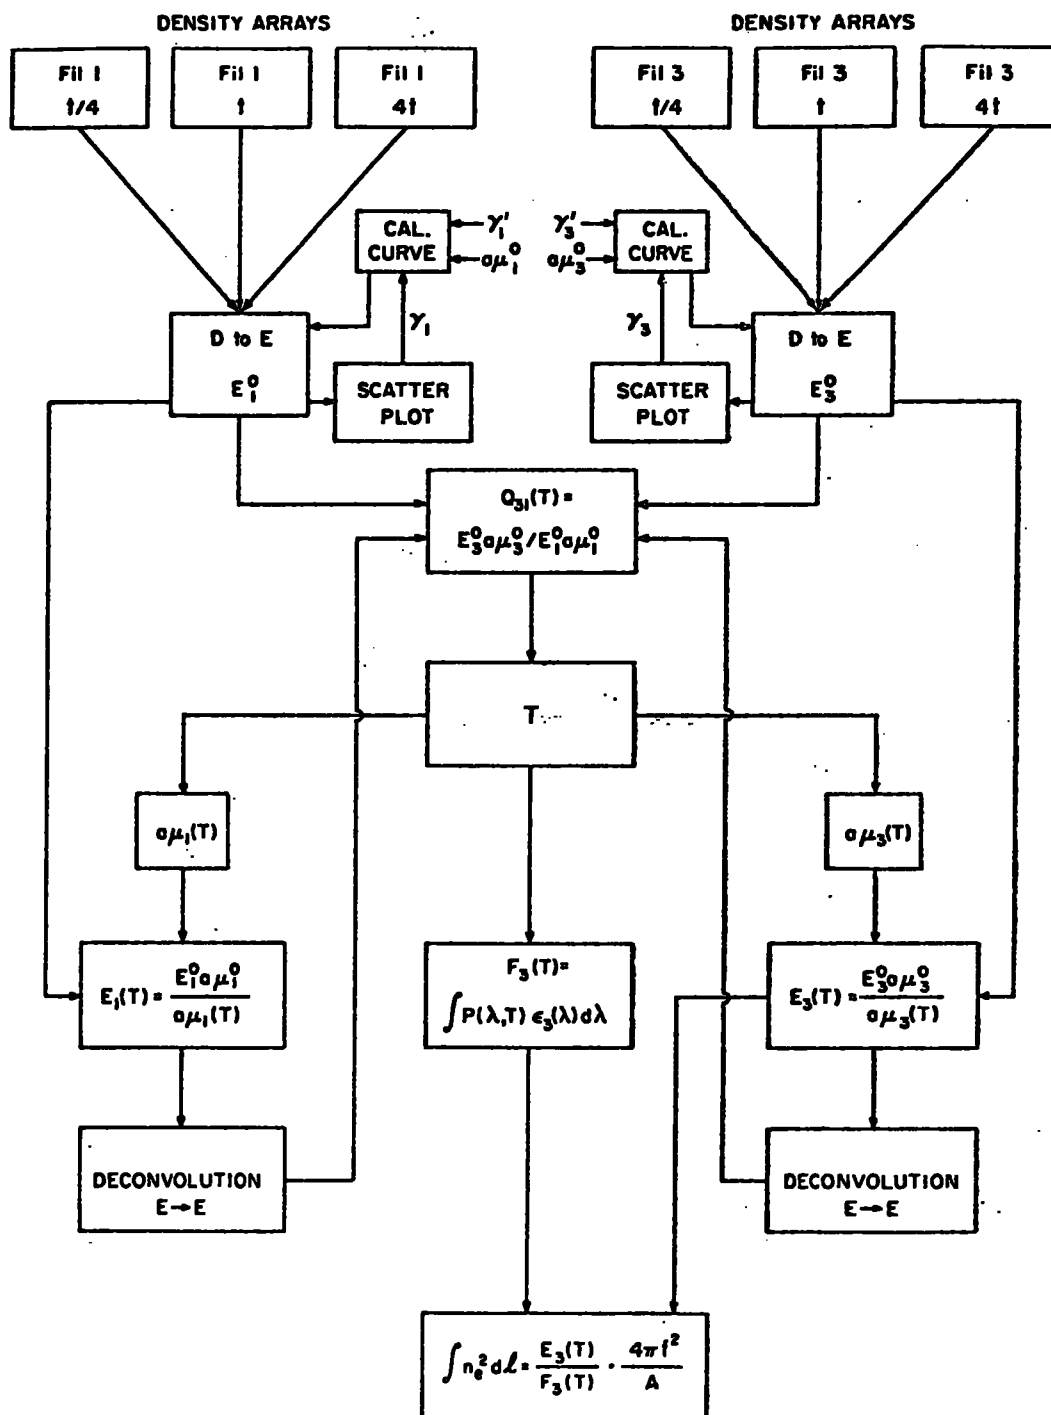 DENSITY ARRAYS
DENSITY ARRAYS
Fil 1
t/4
Fil 1
t
Fil 1
4t
Fil 3
t/4
Fil 3
t
Fil 3
4t
CAL.
CURVE
γ₁'
aμ₁⁰
γ₃'
aμ₃⁰
CAL.
CURVE
D to E
E₁⁰
γ₁
SCATTER
PLOT
γ₃
SCATTER
PLOT
D to E
E₃⁰
Q₃₁(T) =
E₃⁰aμ₃⁰/E₁⁰aμ₁⁰
T
aμ₁(T)
aμ₃(T)
E₁(T) = E₁⁰aμ₁⁰ / aμ₁(T)
F₃(T) =
∫P(λ,T) ϵ₃(λ)dλ
E₃(T) = E₃⁰aμ₃⁰ / aμ₃(T)
DECONVOLUTION
E→E
DECONVOLUTION
E→E
∫nₑ²dℓ = E₃(T)/F₃(T) · 4πf²/A